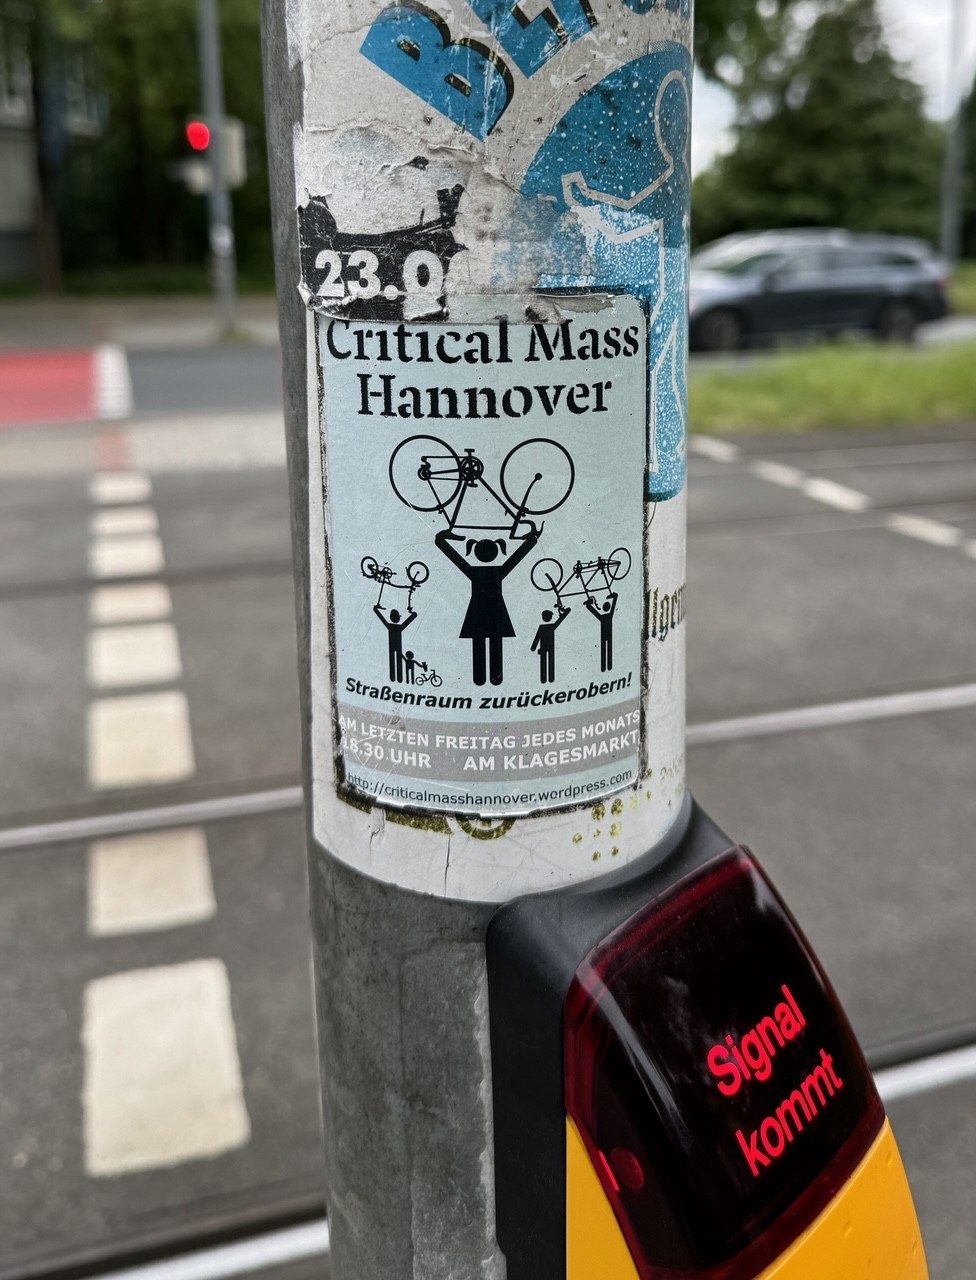 BE
23.0
Critical Mass
Hannover
Straßenraum zurückerobern!
AM LETZTEN FREITAG JEDES MONATS
18.30 UHR AM KLAGESMARKT
http://criticalmasshannover.wordpress.com
Signal
kommt